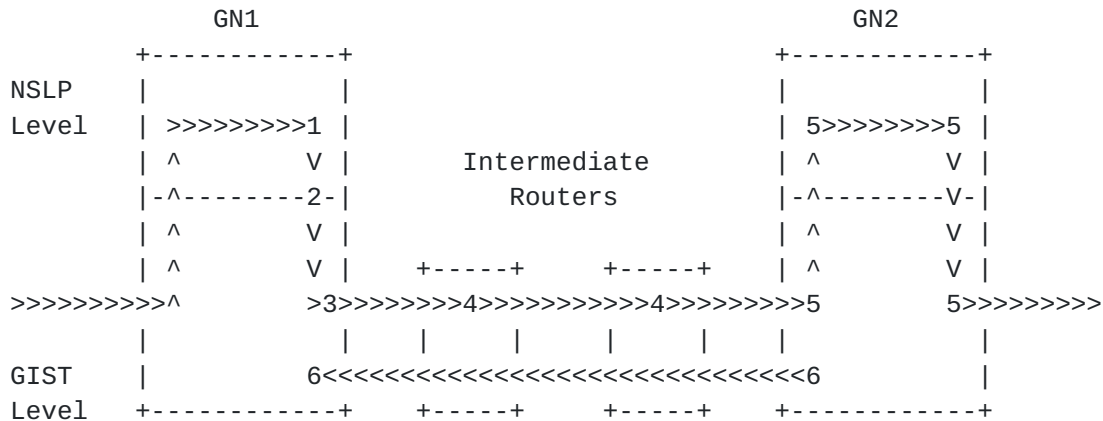 GN1                                     GN2
        +------------+                           +------------+
NSLP    |            |                           |            |
Level   | >>>>>>>>>1 |                           | 5>>>>>>>>5 |
        | ^        V |       Intermediate        | ^        V |
        |-^--------2-|          Routers          |-^--------V-|
        | ^        V |                           | ^        V |
        | ^        V |    +-----+     +-----+    | ^        V |
>>>>>>>>>>^        >3>>>>>>>>4>>>>>>>>>>>4>>>>>>>>>5        5>>>>>>>>>
        |            |    |     |     |     |    |            |
GIST    |          6<<<<<<<<<<<<<<<<<<<<<<<<<<<<<<<6          |
Level   +------------+    +-----+     +-----+    +------------+